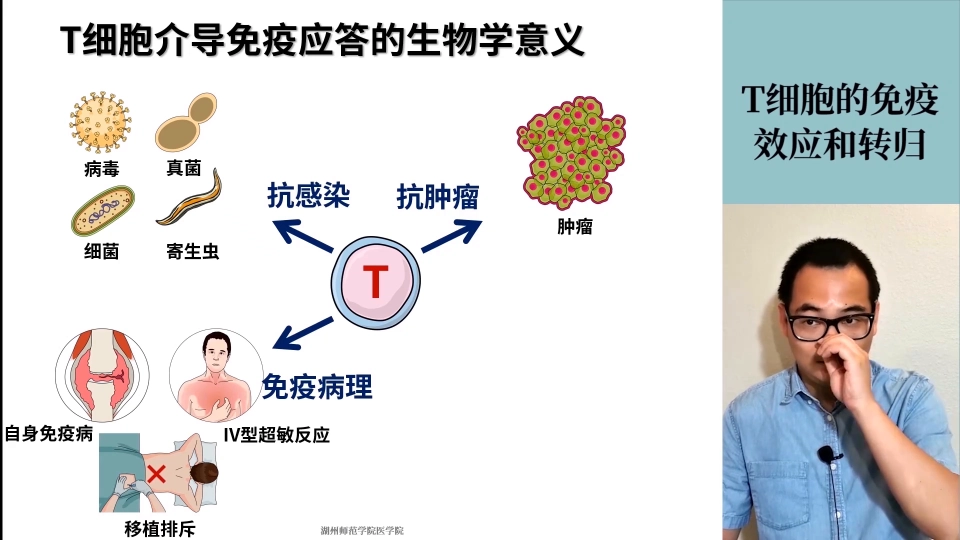 T细胞介导免疫应答的生物学意义
T细胞的免疫
效应和转归
病毒
真菌
细菌
寄生虫
抗感染
抗肿瘤
肿瘤
T
免疫病理
自身免疫病
IV型超敏反应
移植排斥
湖州师范学院医学院